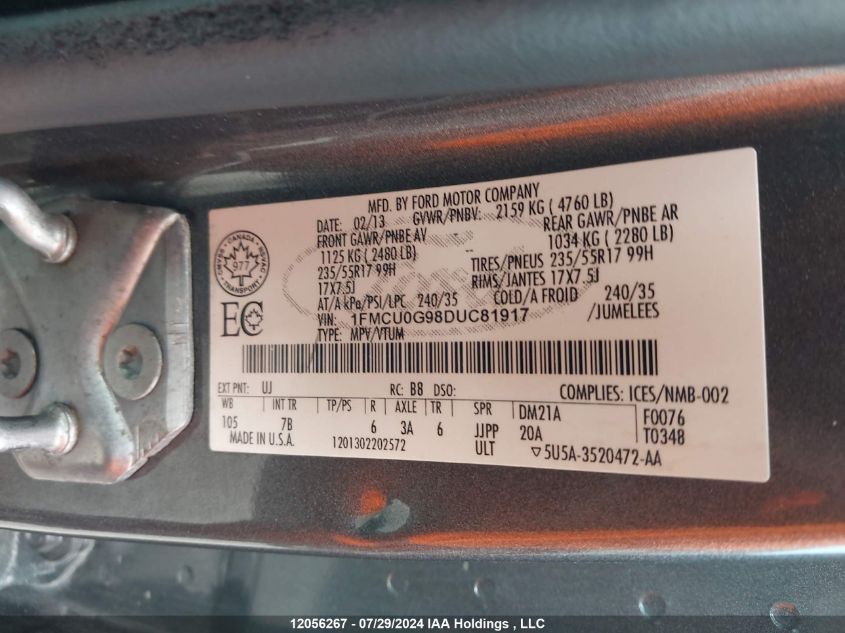 MFD. BY FORD MOTOR COMPANY
DATE: 02/13 GVWR/PNBV: 2159 KG ( 4760 LB)
FRONT GAWR/PNBE AV REAR GAWR/PNBE AR
1125 KG ( 2480 LB) 1034 KG ( 2280 LB)
235/55R17 99H TIRES/PNEUS 235/55R17 99H
17X7.5J RIMS/JANTES 17X7.5J
AT/A kPa/PSI/LPC 240/35 COLD/A FROID 240/35
VIN: 1FMCU0G98DUC81917 /JUMELEES
TYPE: MPV/VTUM
CANADA
977
TRANSPORT
EC
EXT PNT: UJ RC: B8 DSO: COMPLIES: ICES/NMB-002
WB INT TR TP/PS R AXLE TR SPR DM21A F0076
105 7B 6 3A 6 JJPP 20A T0348
MADE IN U.S.A. 1201302202572 ULT ▽5U5A-3520472-AA
Ford
12056267 - 07/29/2024 IAA Holdings , LLC